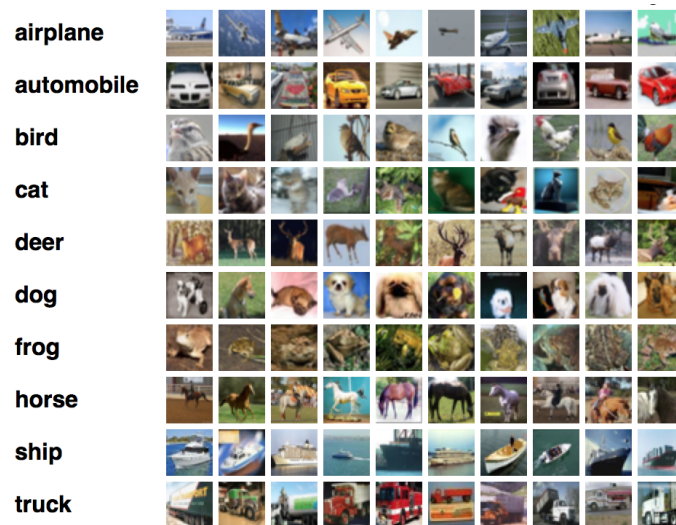 airplane
automobile
bird
cat
deer
dog
frog
horse
ship
truck